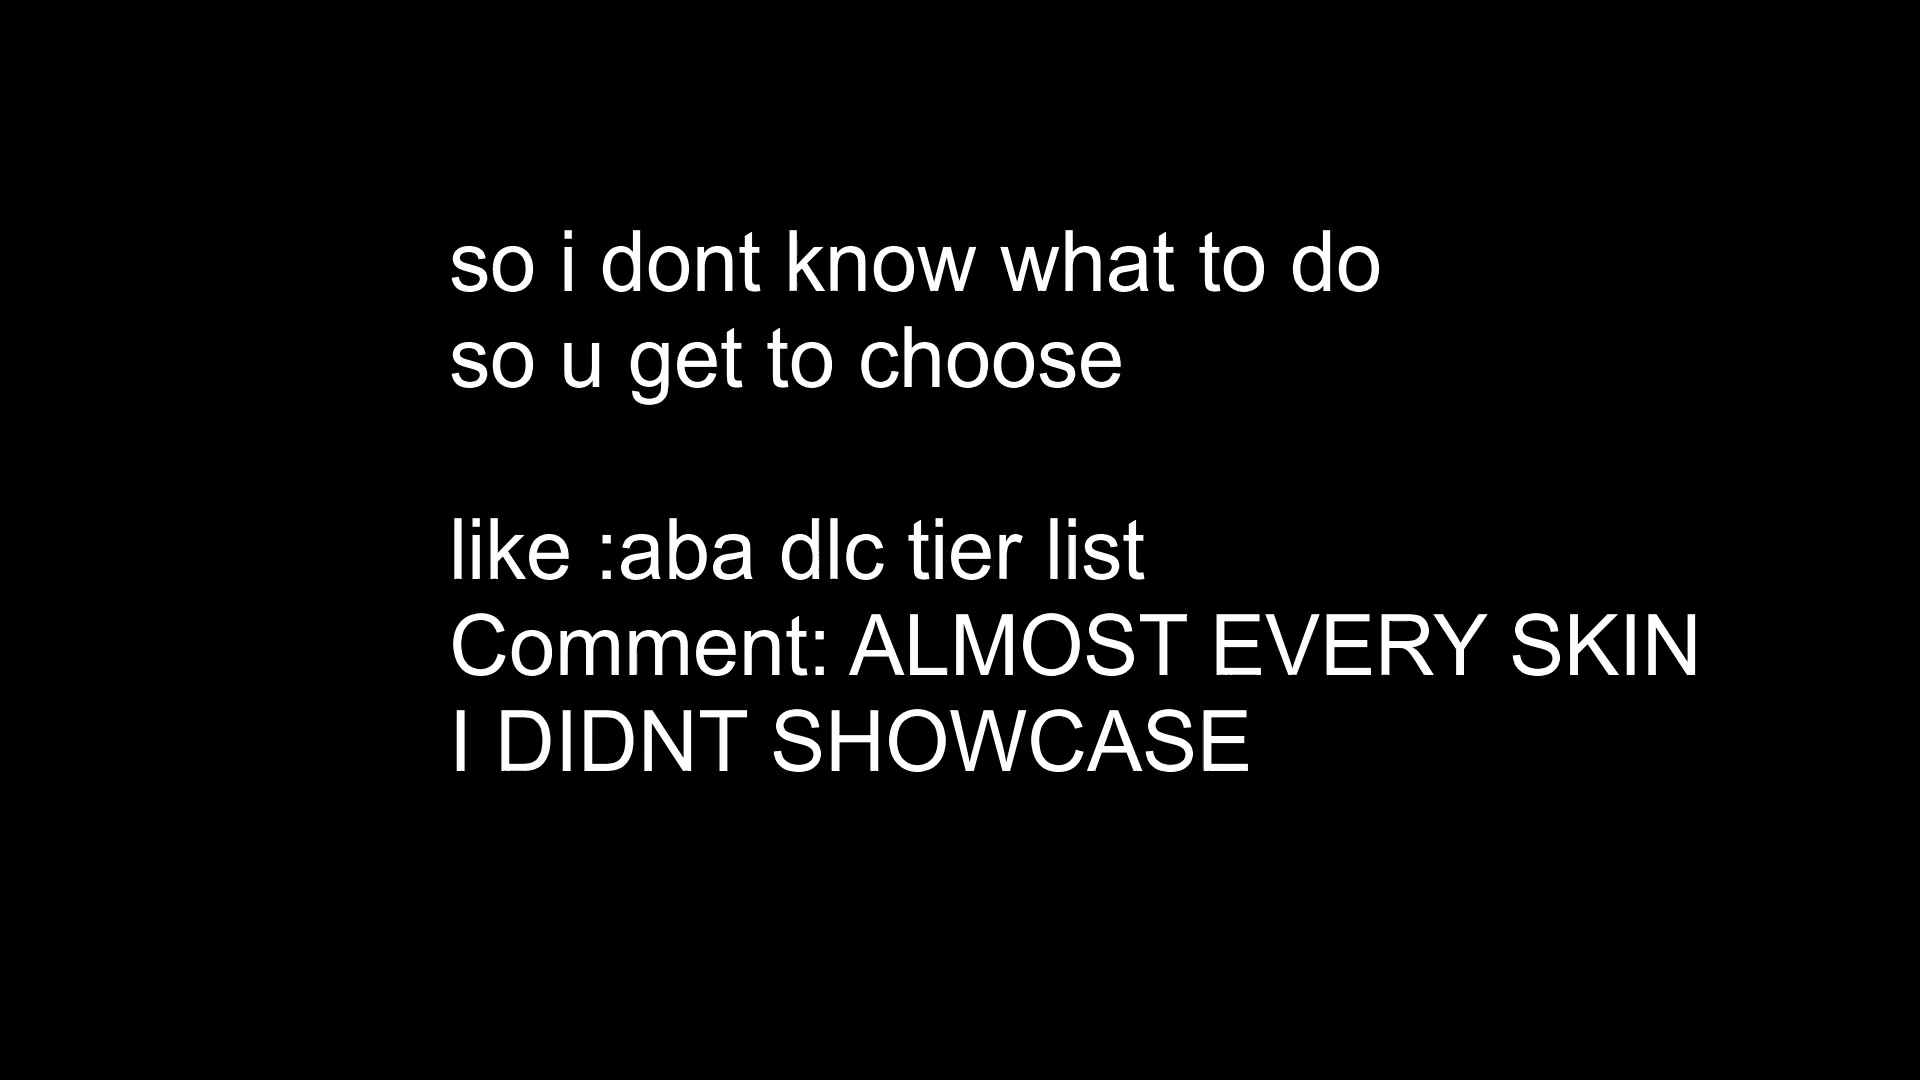 so i dont know what to do
so u get to choose
like :aba dlc tier list
Comment: ALMOST EVERY SKIN
I DIDNT SHOWCASE